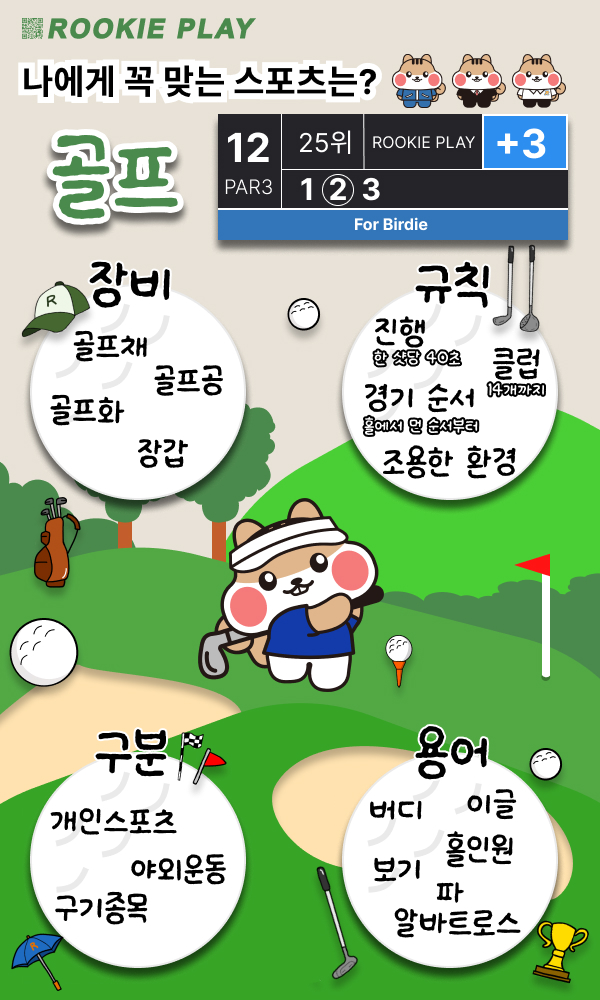 ROOKIE PLAY
나에게 꼭 맞는 스포츠는?
골프
12
25위
ROOKIE PLAY
+3
PAR3
1 2 3
For Birdie
장비
R
골프채
골프공
골프화
장갑
규칙
진행
한 샷당 40초
클럽
14개까지
경기 순서
홀에서 먼 순서부터
조용한 환경
구분
개인스포츠
야외운동
구기종목
R
용어
버디
이글
홀인원
보기
파
알바트로스